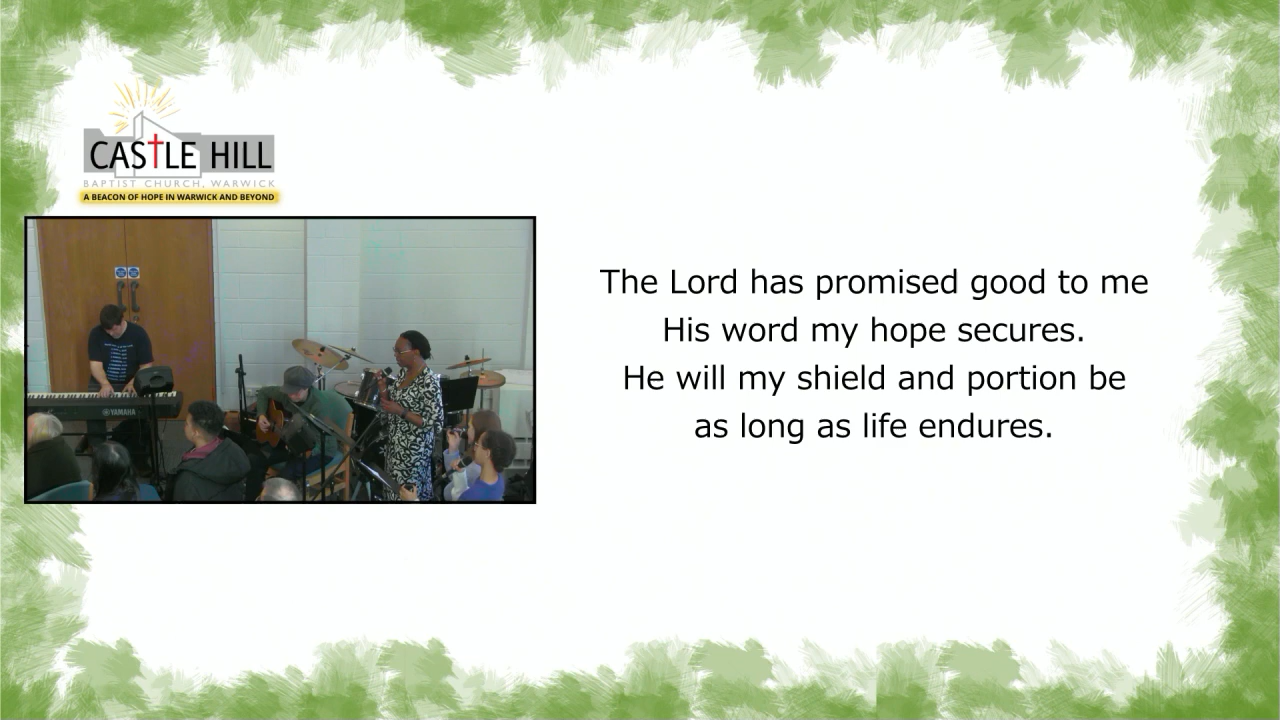 CASTLE HILL
BAPTIST CHURCH, WARWICK
A BEACON OF HOPE IN WARWICK AND BEYOND
The Lord has promised good to me
His word my hope secures.
He will my shield and portion be
as long as life endures.
YAMAHA